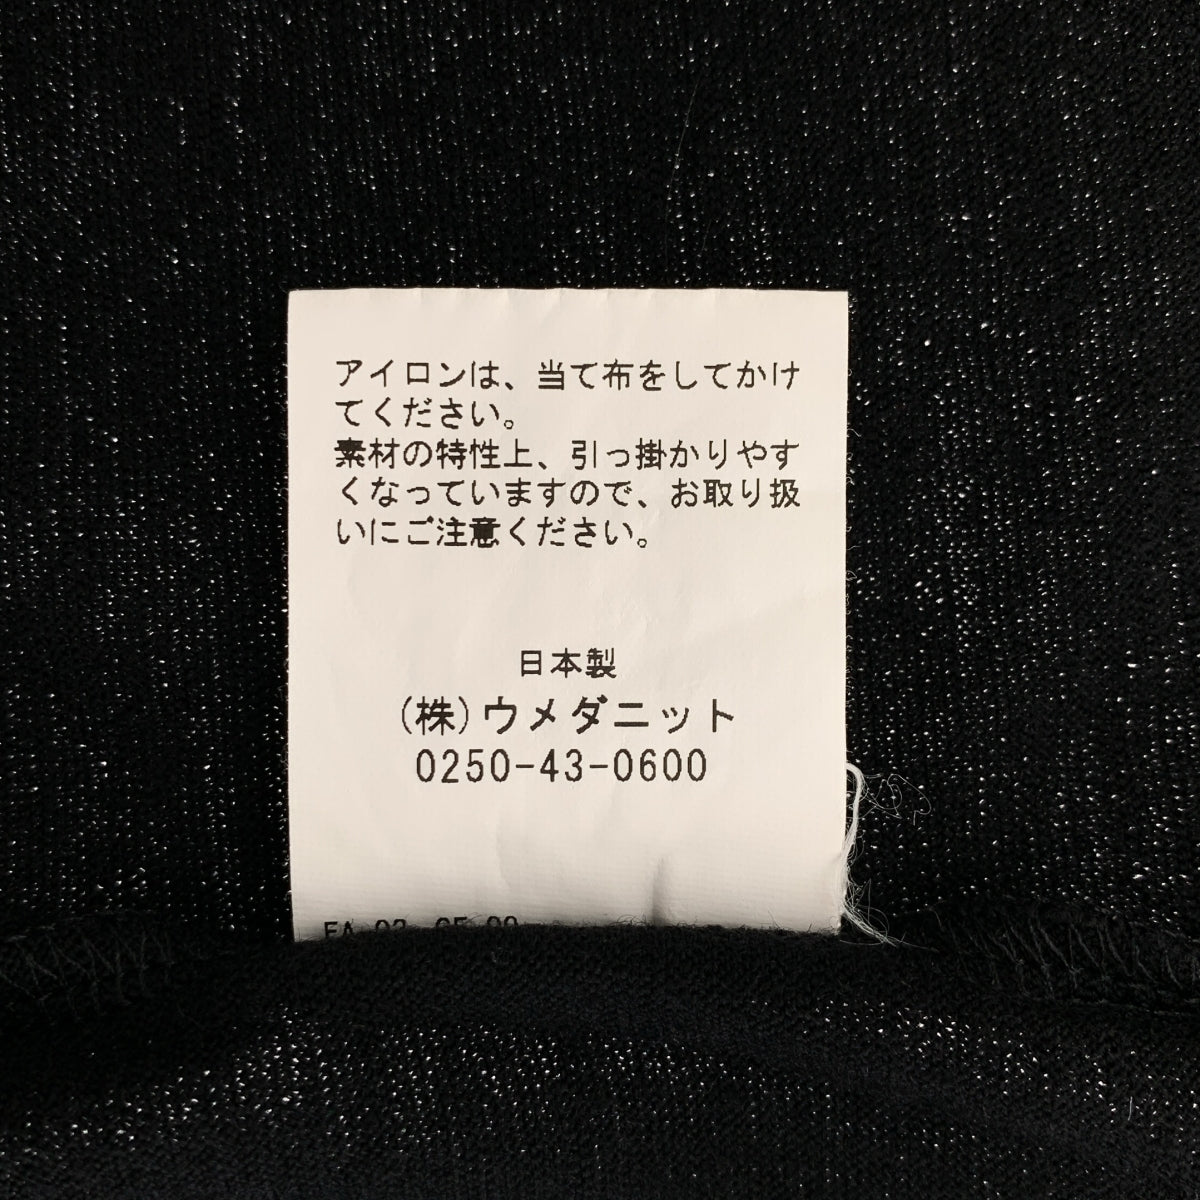 アイロンは、当て布をしてかけ
てください。
素材の特性上、引っ掛かりやす
くなっていますので、お取り扱
いにご注意ください。
日本製
(株)ウメダニット
0250-43-0600